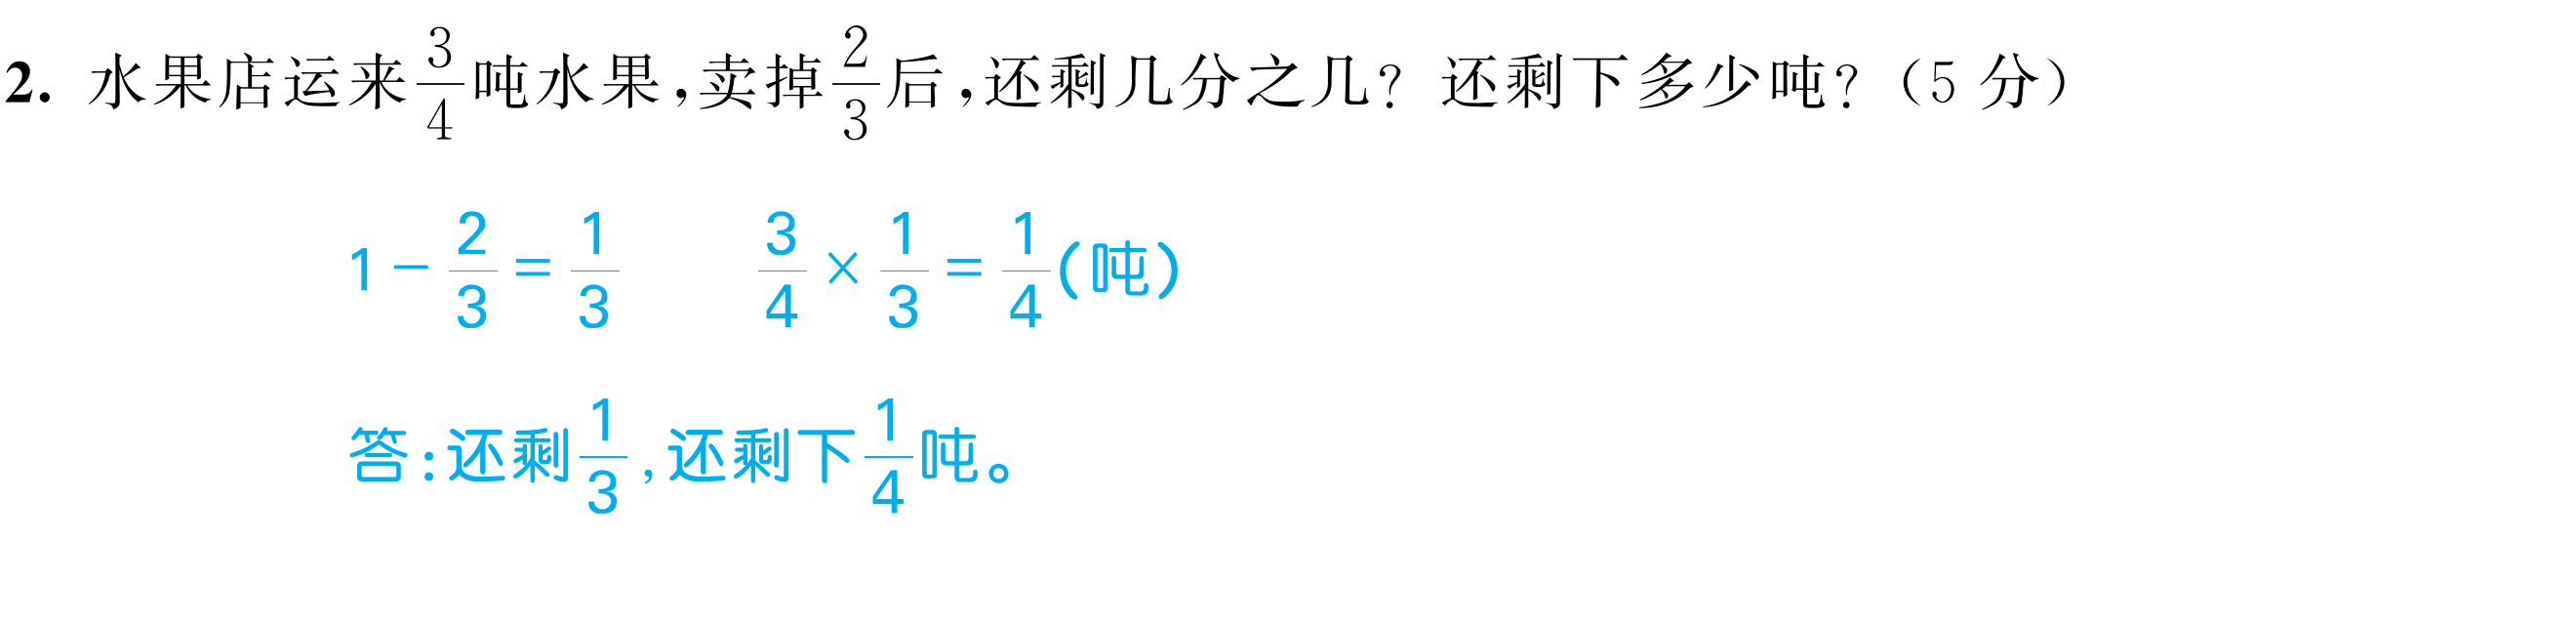 2. 水果店运来3/4吨水果,卖掉2/3后,还剩几分之几? 还剩下多少吨? (5 分)
1 − 2/3 = 1/3 3/4 × 1/3 = 1/4(吨)
答:还剩1/3,还剩下1/4吨。